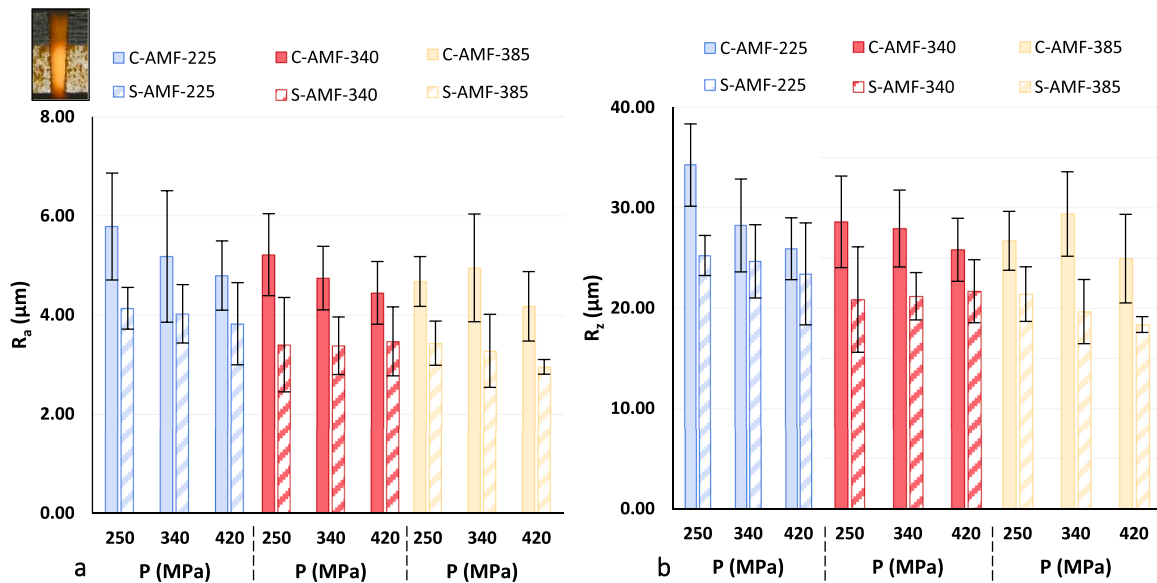 C-AMF-225 C-AMF-340 C-AMF-385
S-AMF-225 S-AMF-340 S-AMF-385
8.00
6.00
4.00
2.00
0.00
Ra (μm)
250 340 420 250 340 420 250 340 420
P (MPa) P (MPa) P (MPa)
a
C-AMF-225 C-AMF-340 C-AMF-385
S-AMF-225 S-AMF-340 S-AMF-385
40.00
30.00
20.00
10.00
0.00
Rz (μm)
250 340 420 250 340 420 250 340 420
P (MPa) P (MPa) P (MPa)
b